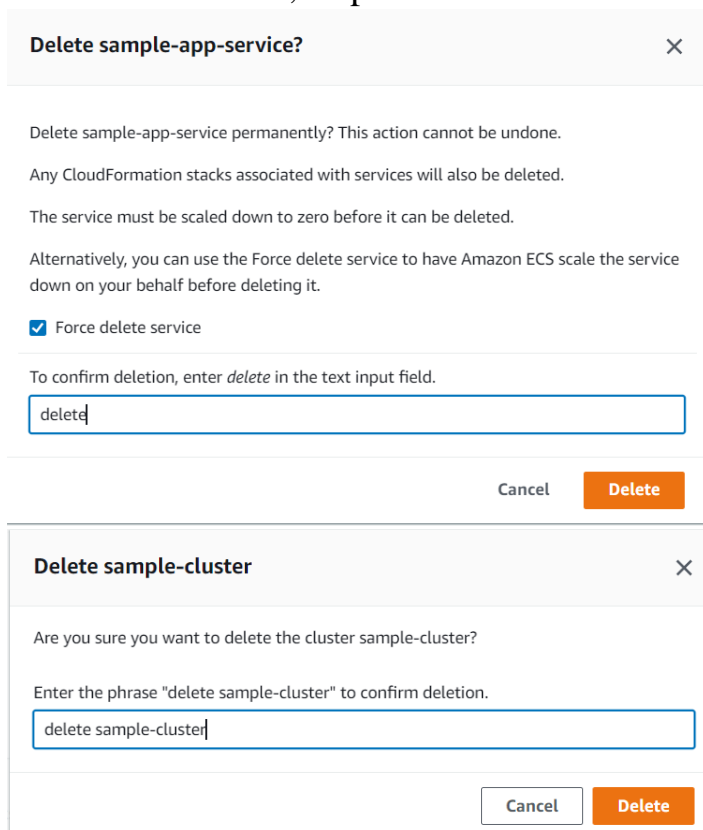 Delete sample-app-service?
Delete sample-app-service permanently? This action cannot be undone.
Any CloudFormation stacks associated with services will also be deleted.
The service must be scaled down to zero before it can be deleted.
Alternatively, you can use the Force delete service to have Amazon ECS scale the service
down on your behalf before deleting it.
Force delete service
To confirm deletion, enter delete in the text input field.
delete
Cancel Delete
Delete sample-cluster
Are you sure you want to delete the cluster sample-cluster?
Enter the phrase "delete sample-cluster" to confirm deletion.
delete sample-cluster
Cancel Delete